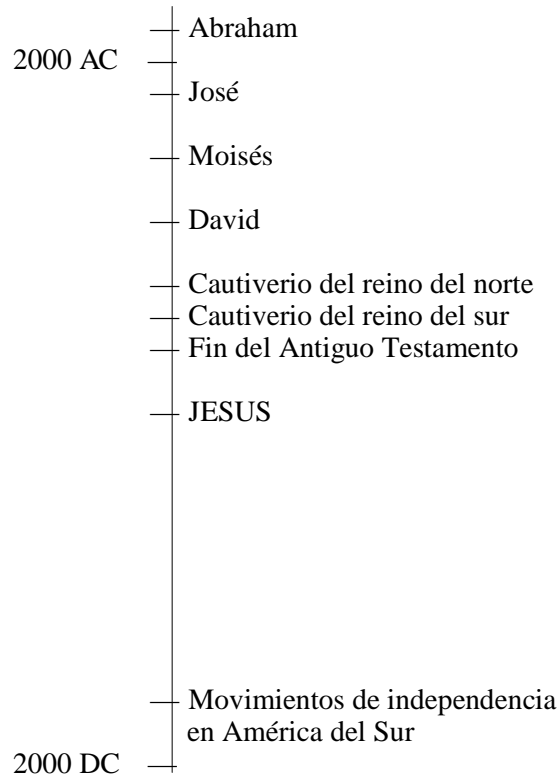 Abraham
2000 AC
José
Moisés
David
Cautiverio del reino del norte
Cautiverio del reino del sur
Fin del Antiguo Testamento
JESUS
Movimientos de independencia
en América del Sur
2000 DC